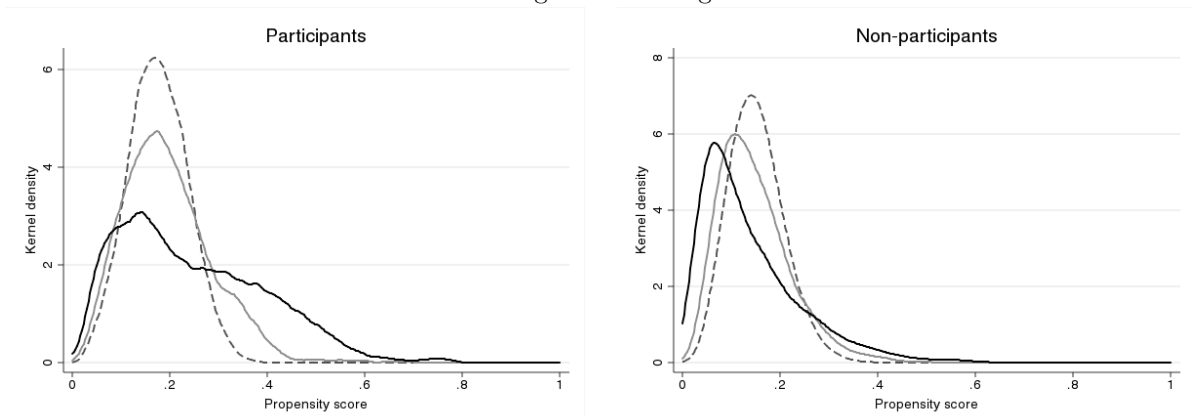 Participants
Kernel density
6
4
2
0
0 .2 .4 .6 .8 1
Propensity score
Non-participants
Kernel density
8
6
4
2
0
0 .2 .4 .6 .8 1
Propensity score